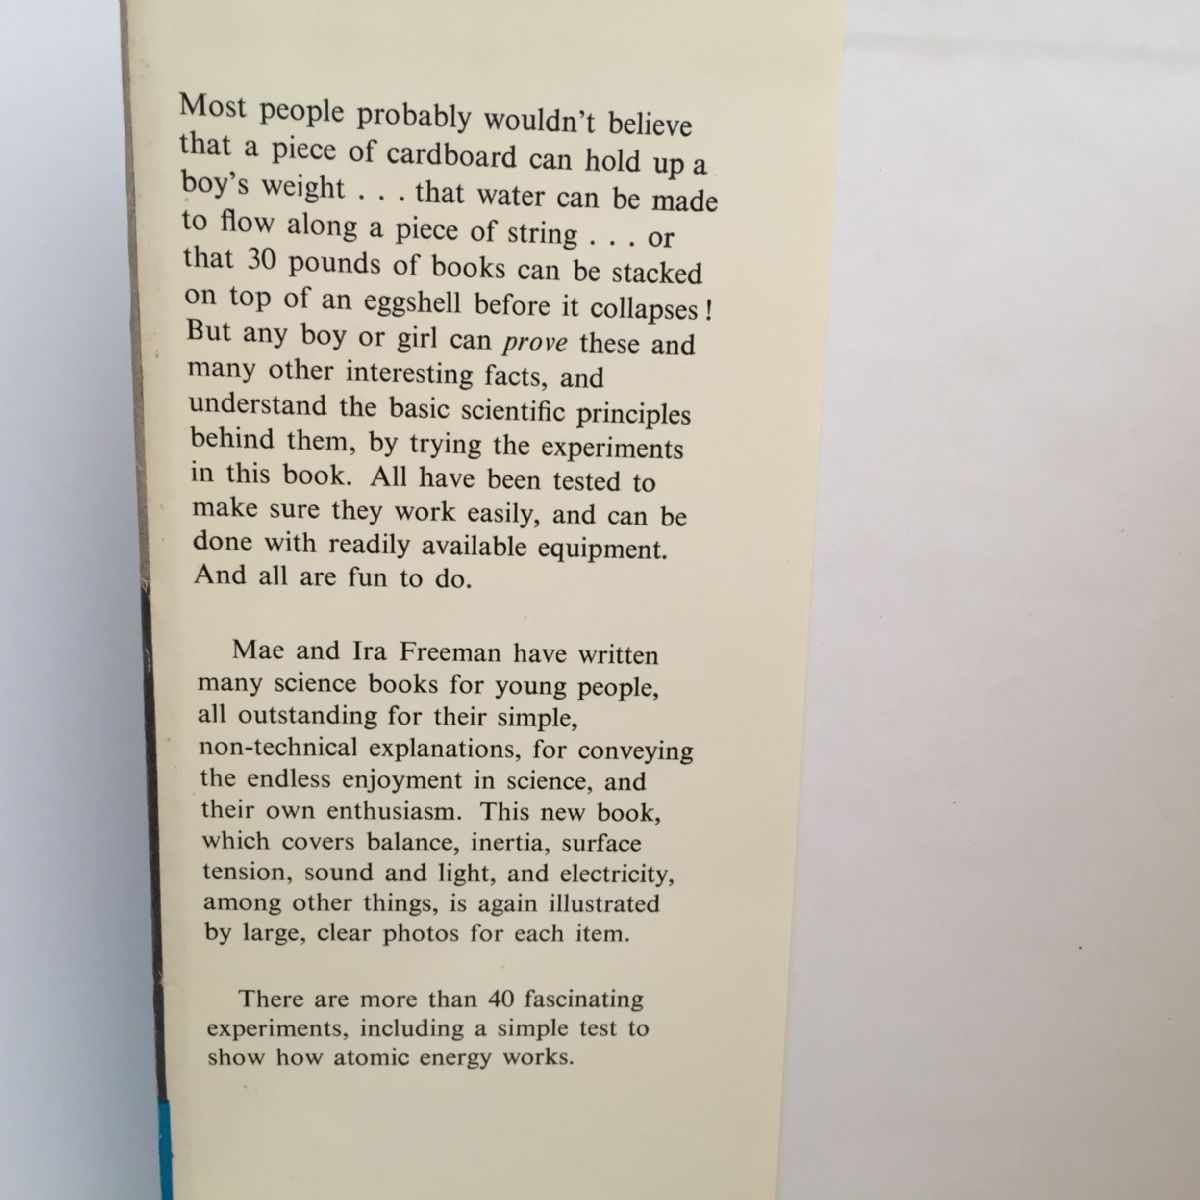 Most people probably wouldn't believe
that a piece of cardboard can hold up a
boy's weight . . . that water can be made
to flow along a piece of string . . . or
that 30 pounds of books can be stacked
on top of an eggshell before it collapses!
But any boy or girl can prove these and
many other interesting facts, and
understand the basic scientific principles
behind them, by trying the experiments
in this book. All have been tested to
make sure they work easily, and can be
done with readily available equipment.
And all are fun to do.
Mae and Ira Freeman have written
many science books for young people,
all outstanding for their simple,
non-technical explanations, for conveying
the endless enjoyment in science, and
their own enthusiasm. This new book,
which covers balance, inertia, surface
tension, sound and light, and electricity,
among other things, is again illustrated
by large, clear photos for each item.
There are more than 40 fascinating
experiments, including a simple test to
show how atomic energy works.